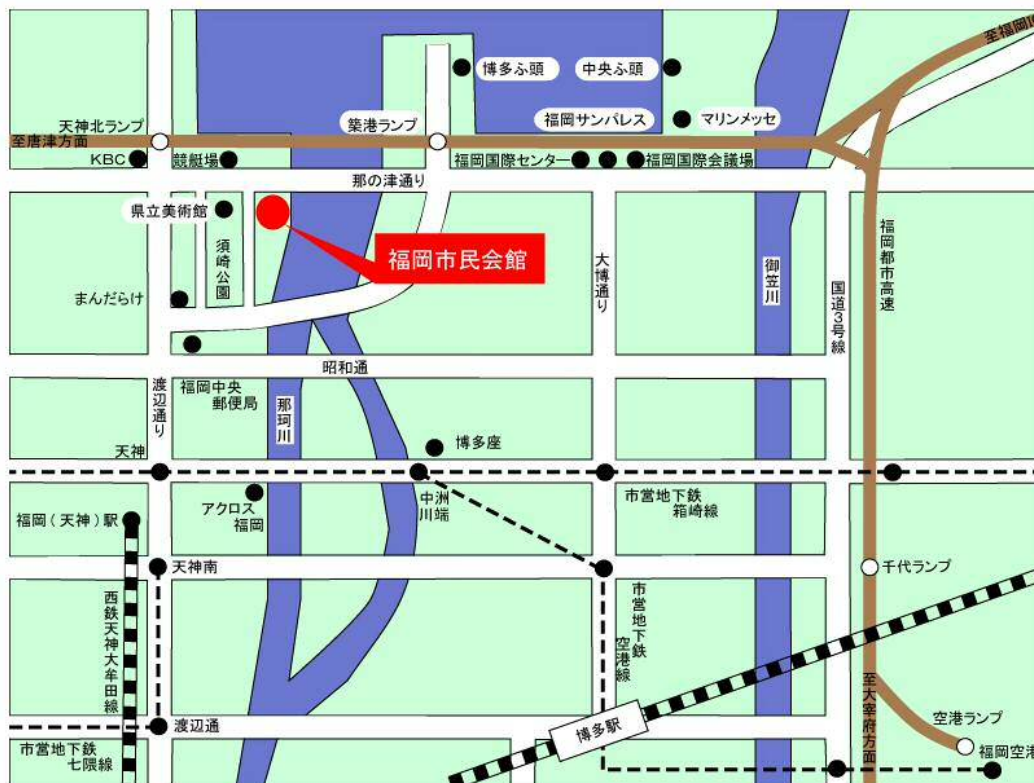 至福岡
博多ふ頭
中央ふ頭
天神北ランプ
築港ランプ
福岡サンパレス
マリンメッセ
至唐津方面
KBC
競艇場
福岡国際センター
福岡国際会議場
那の津通り
県立美術館
須崎公園
福岡市民会館
大博通り
御笠川
国道3号線
福岡都市高速
まんだらけ
昭和通
渡辺通り
福岡中央
郵便局
那珂川
天神
博多座
中洲
川端
市営地下鉄
箱崎線
アクロス
福岡
福岡(天神)駅
天神南
千代ランプ
西鉄天神大牟田線
市営地下鉄
空港線
至大宰府方面
渡辺通
博多駅
空港ランプ
市営地下鉄
七隈線
福岡空港